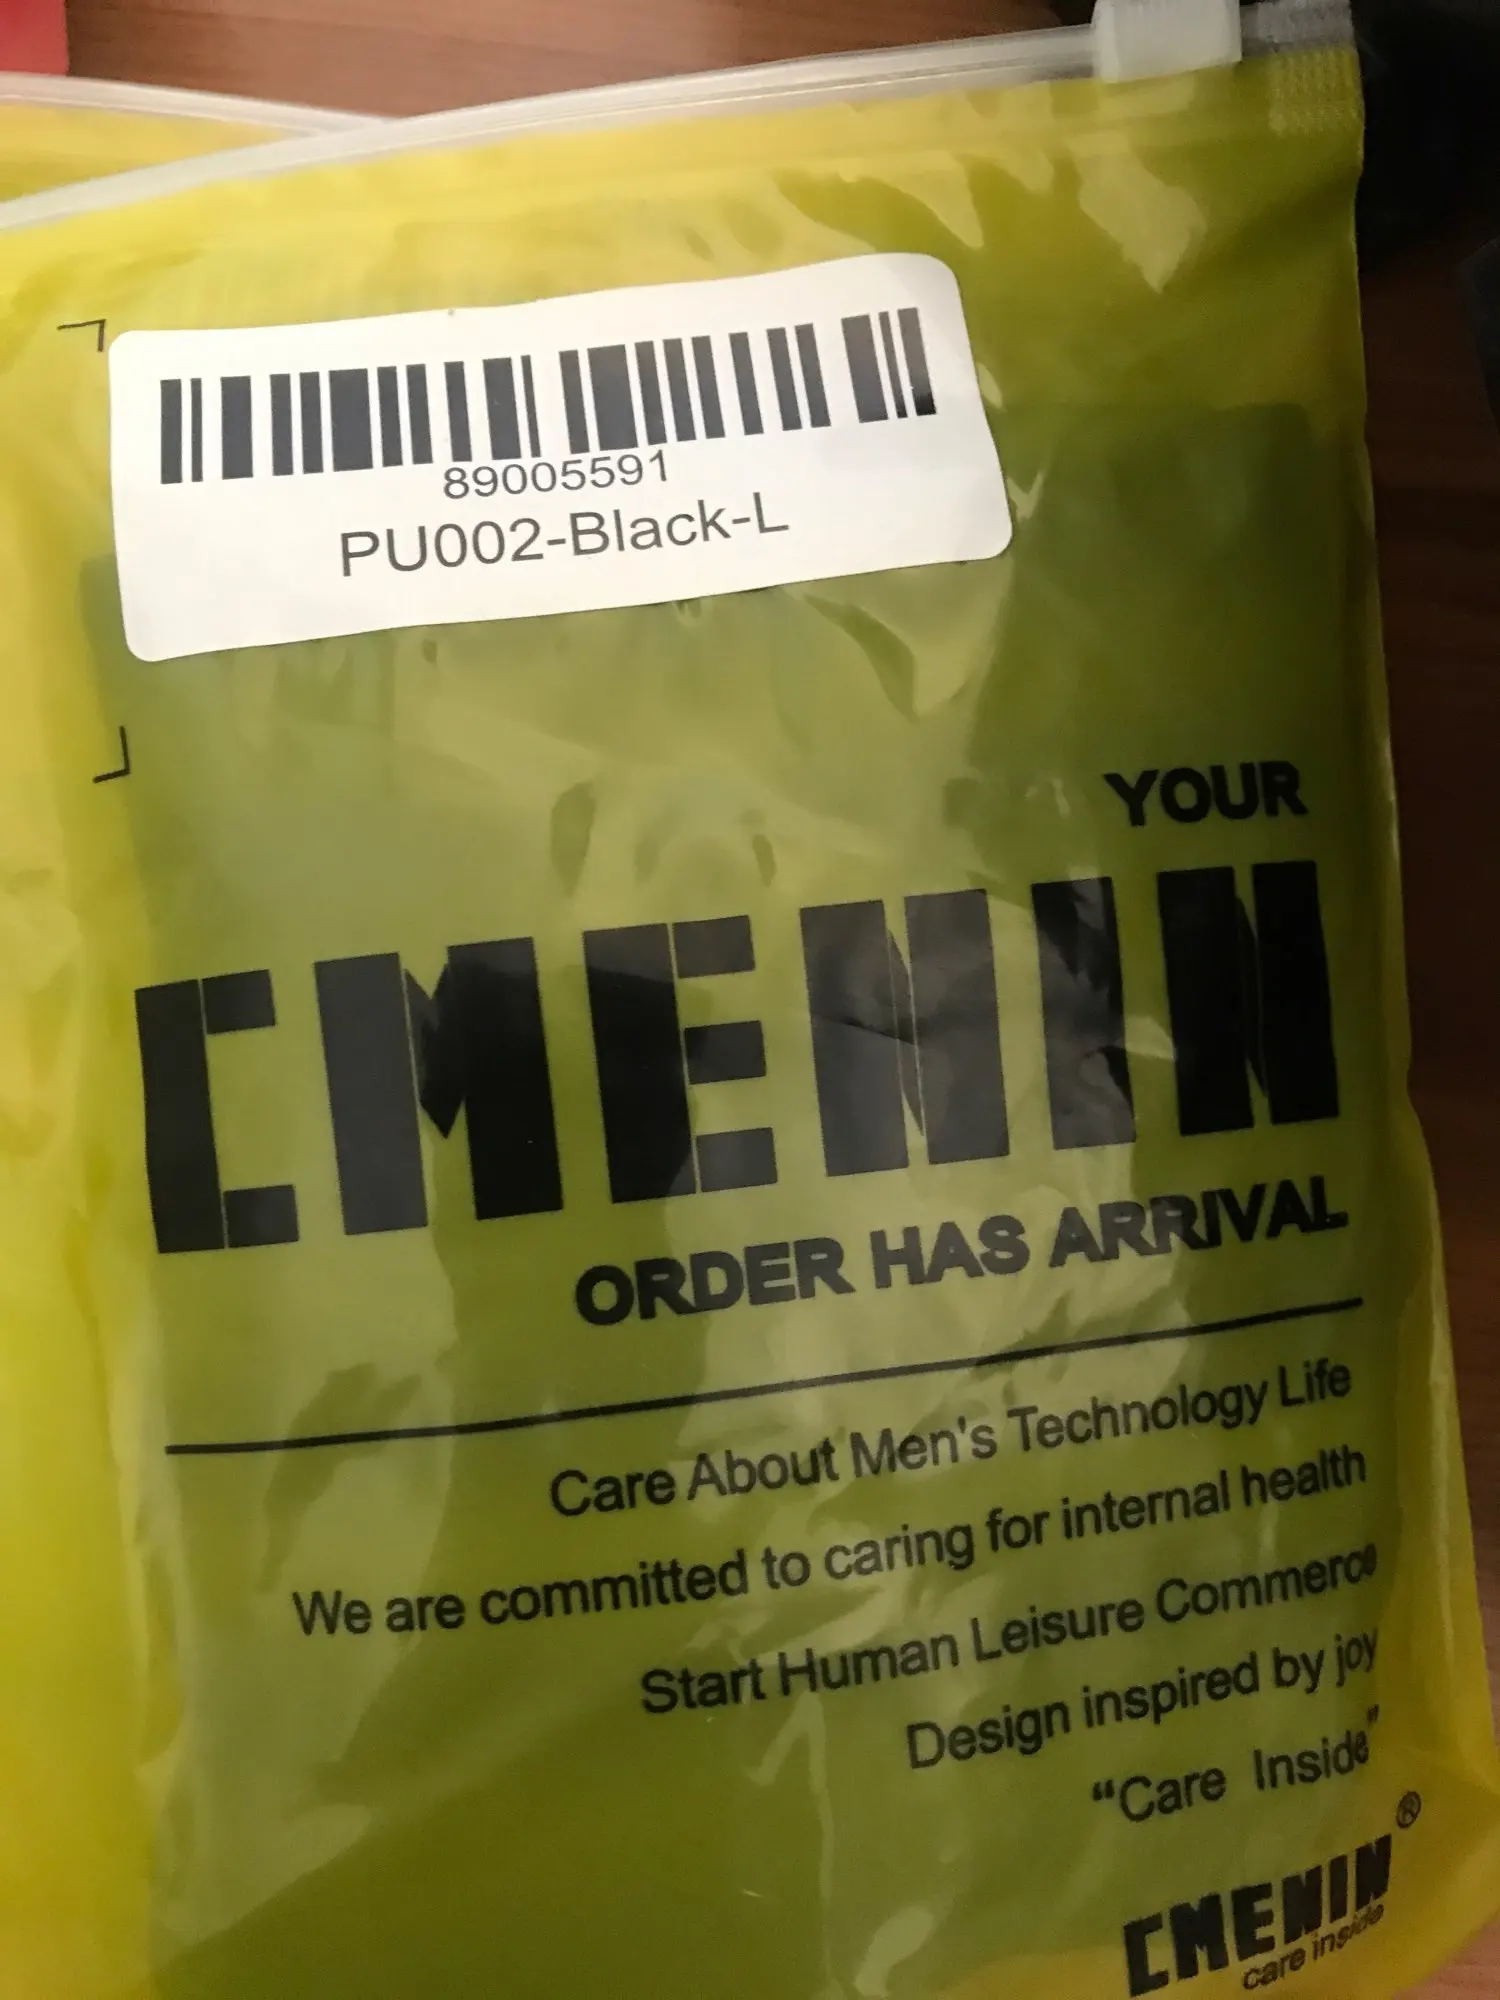 89005591
PU002-Black-L
YOUR
CMENIN
ORDER HAS ARRIVAL
Care About Men's Technology Life
We are committed to caring for internal health
Start Human Leisure Commerce
Design inspired by joy
“Care Inside”
CMENIN®
care inside